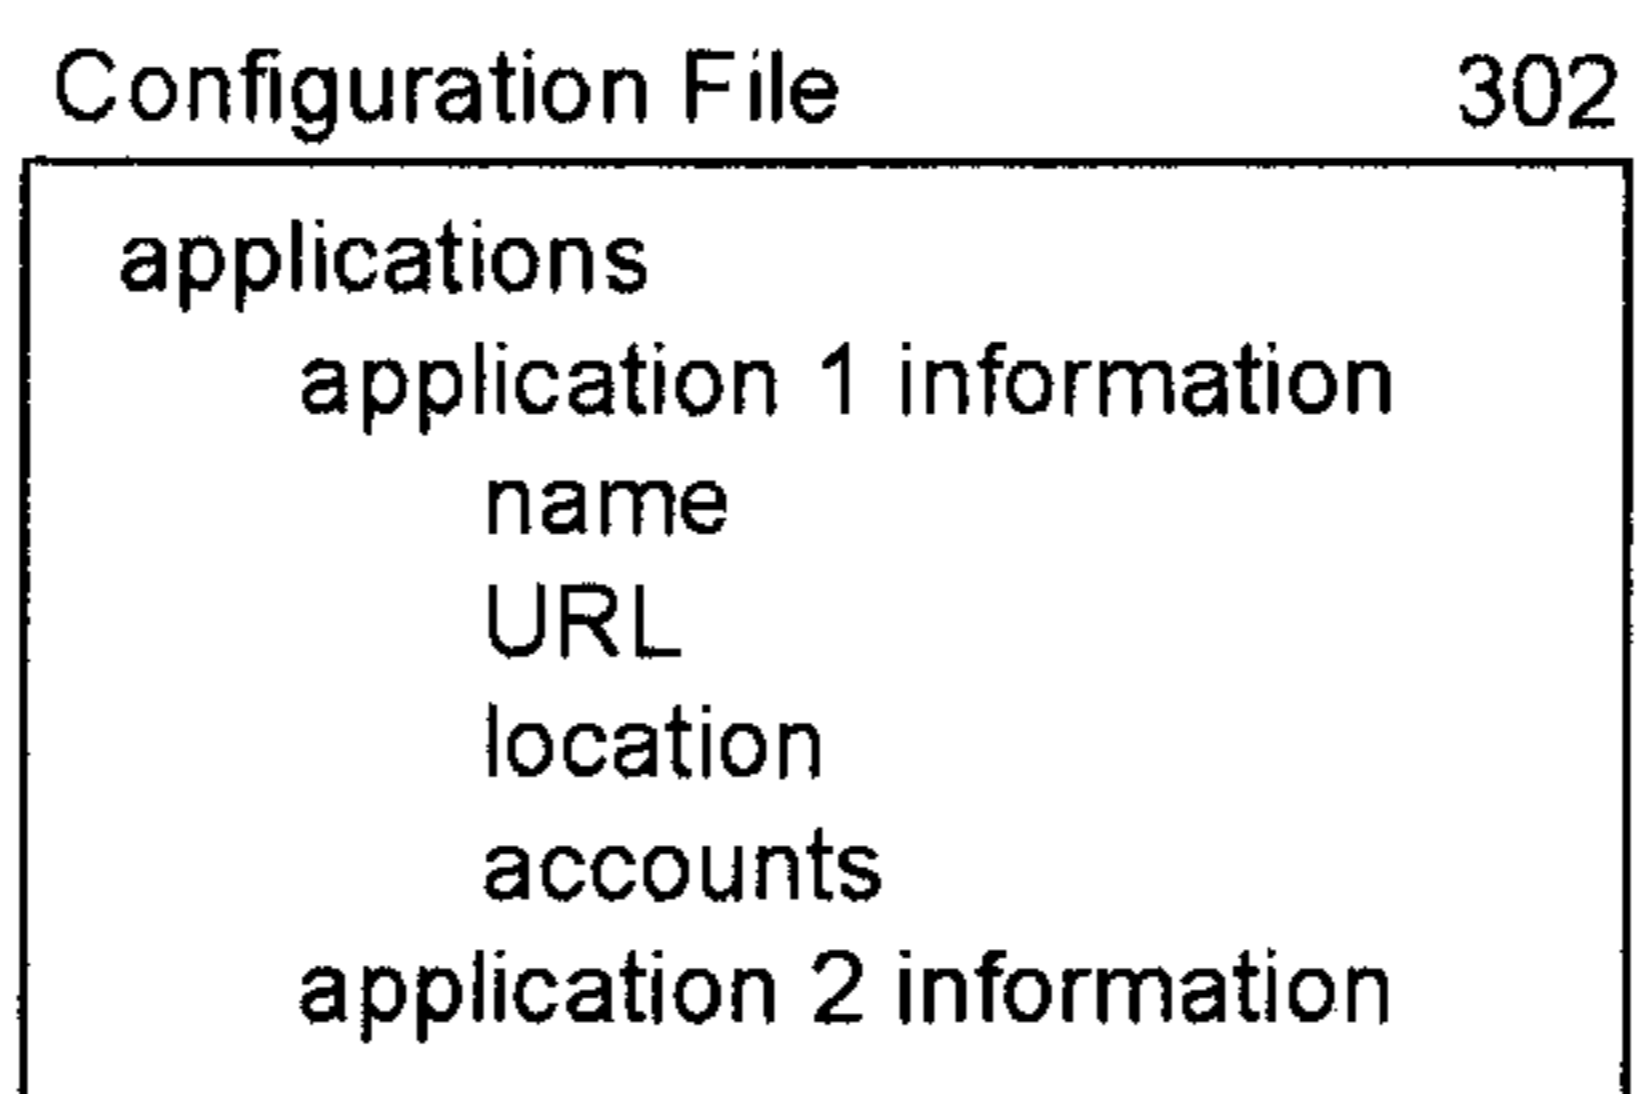 Configuration File 302
applications
application 1 information
name
URL
location
accounts
application 2 information